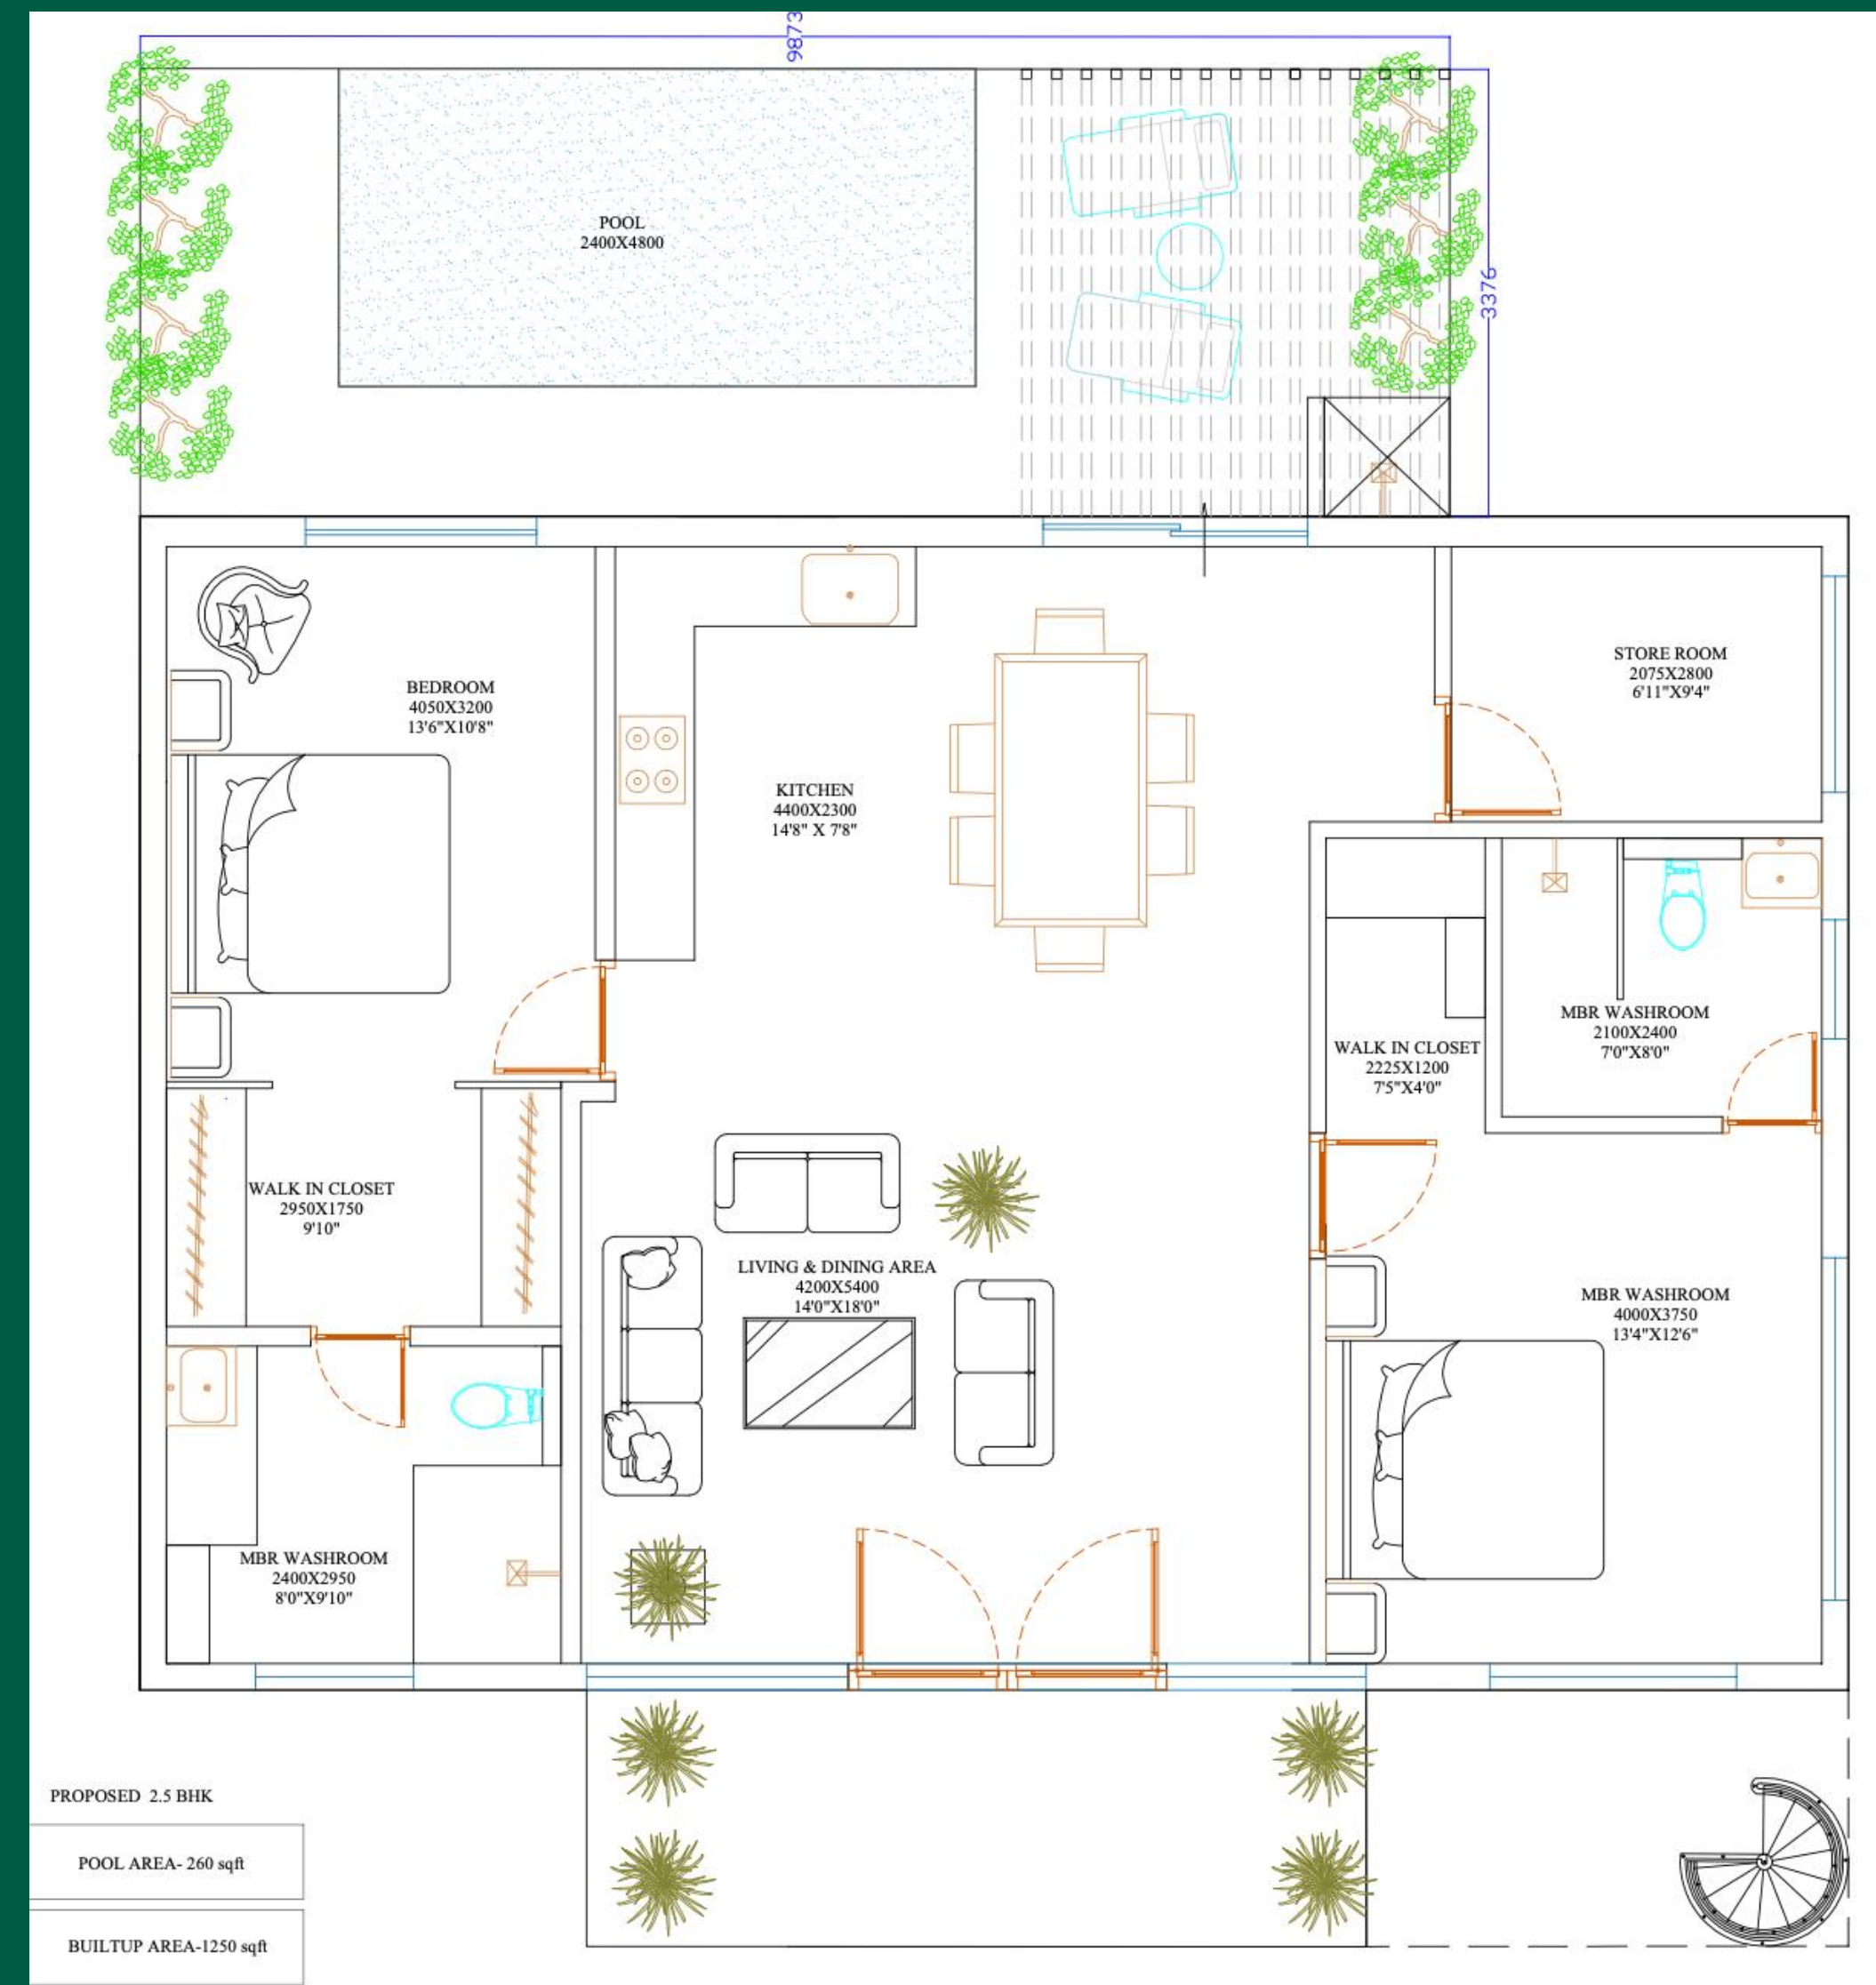 9873
POOL
2400X4800
3376
STORE ROOM
2075X2800
6'11"X9'4"
BEDROOM
4050X3200
13'6"X10'8"
KITCHEN
4400X2300
14'8" X 7'8"
MBR WASHROOM
2100X2400
7'0"X8'0"
WALK IN CLOSET
2225X1200
7'5"X4'0"
WALK IN CLOSET
2950X1750
9'10"
LIVING & DINING AREA
4200X5400
14'0"X18'0"
MBR WASHROOM
4000X3750
13'4"X12'6"
MBR WASHROOM
2400X2950
8'0"X9'10"
PROPOSED 2.5 BHK
POOL AREA- 260 sqft
BUILTUP AREA-1250 sqft